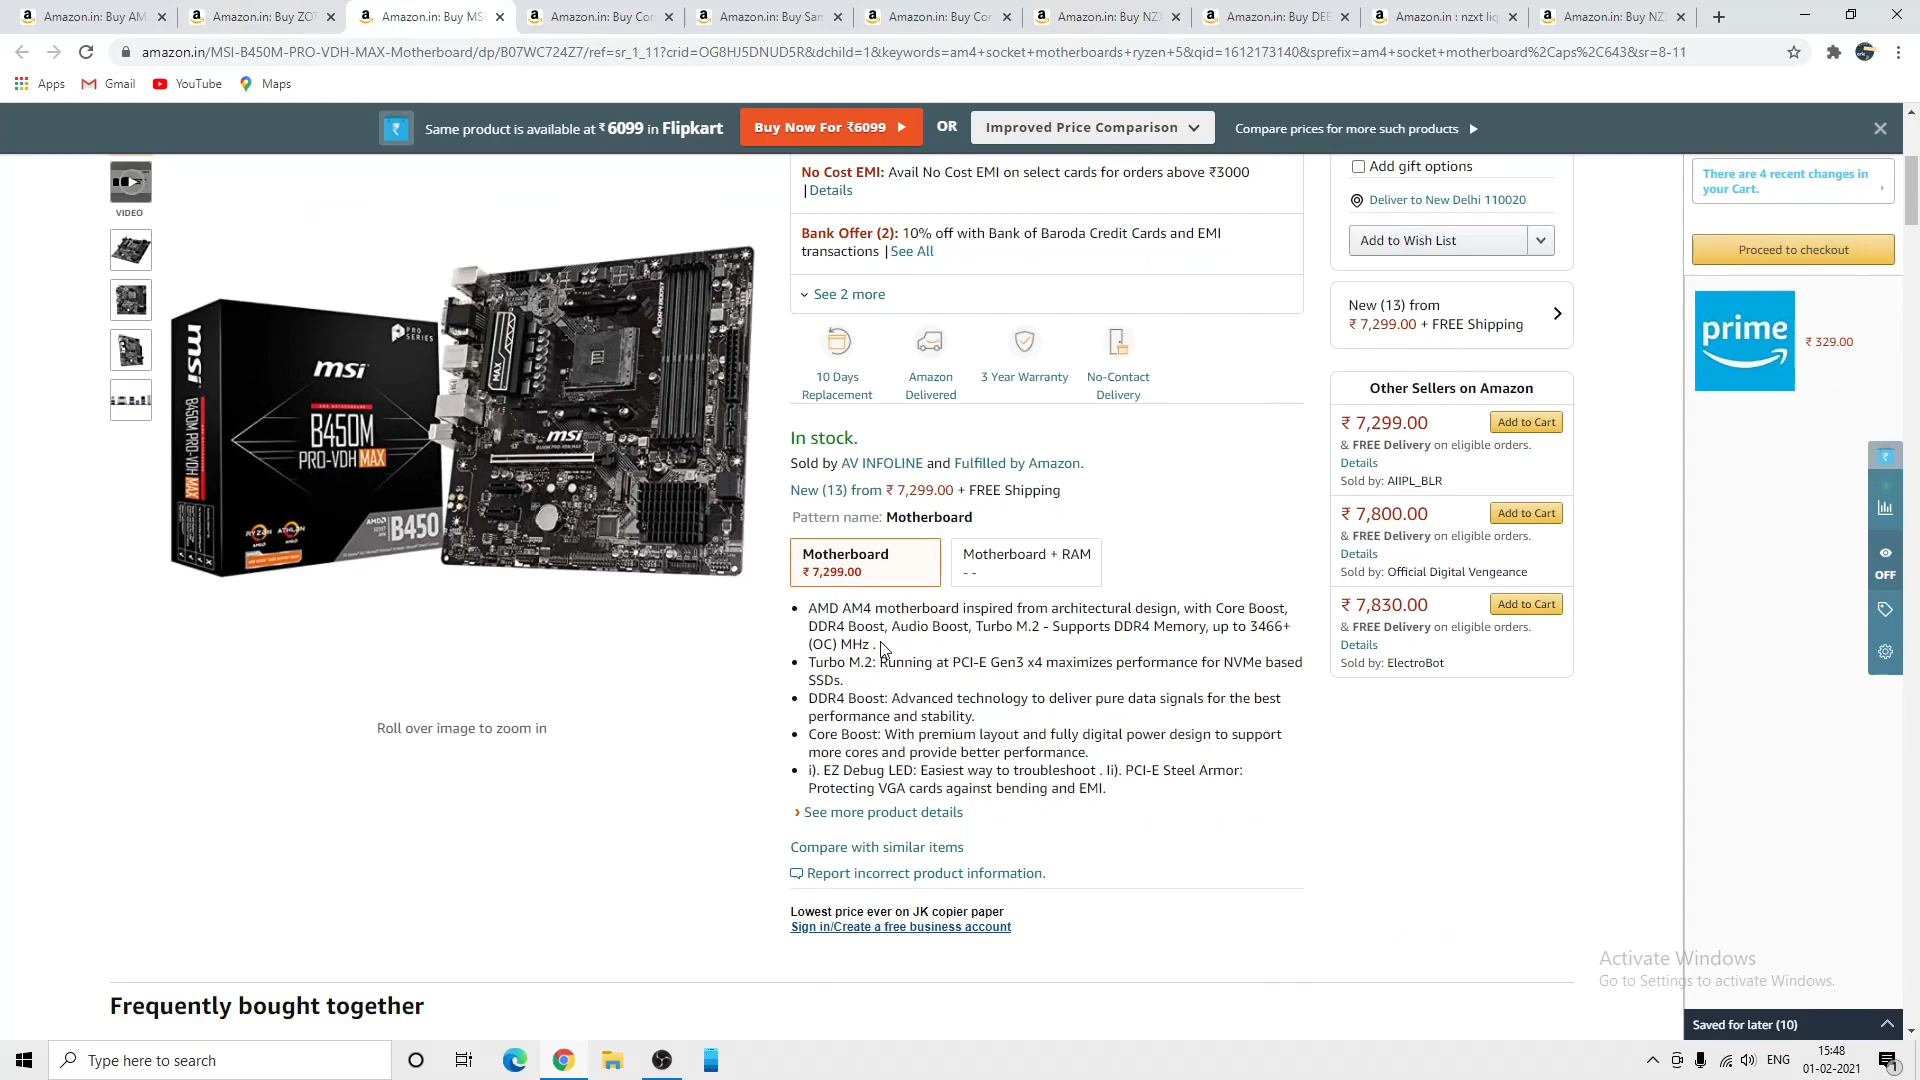 Amazon.in: Buy AM
Amazon.in: Buy ZOT
Amazon.in: Buy MSI
Amazon.in: Buy Cor
Amazon.in: Buy Sam
Amazon.in: Buy Cor
Amazon.in: Buy NZX
Amazon.in: Buy DEE
Amazon.in : nzxt liq
Amazon.in: Buy NZ
amazon.in/MSI-B450M-PRO-VDH-MAX-Motherboard/dp/B07WC724Z7/ref=sr_1_11?crid=OG8HJ5DNUD5R&dchild=1&keywords=am4+socket+motherboards+ryzen+5&qid=1612173140&sprefix=am4+socket+motherboard%2Caps%2C643&sr=8-11
Apps
Gmail
YouTube
Maps
Same product is available at ₹ 6099 in Flipkart
Buy Now For ₹6099
OR
Improved Price Comparison
Compare prices for more such products
VIDEO
msi
PRO SERIES
msi
B450M
PRO-VDH MAX
B450M PRO-VDH MAX
RYZEN
ATHLON
AMD
B450
MAX
DDR4 BOOST
msi
Roll over image to zoom in
No Cost EMI: Avail No Cost EMI on select cards for orders above ₹3000
| Details
Bank Offer (2): 10% off with Bank of Baroda Credit Cards and EMI
transactions | See All
See 2 more
10 Days
Replacement
Amazon
Delivered
3 Year Warranty
No-Contact
Delivery
In stock.
Sold by AV INFOLINE and Fulfilled by Amazon.
New (13) from ₹ 7,299.00 + FREE Shipping
Pattern name: Motherboard
Motherboard
₹ 7,299.00
Motherboard + RAM
- -
AMD AM4 motherboard inspired from architectural design, with Core Boost,
DDR4 Boost, Audio Boost, Turbo M.2 - Supports DDR4 Memory, up to 3466+
(OC) MHz .
Turbo M.2: Running at PCI-E Gen3 x4 maximizes performance for NVMe based
SSDs.
DDR4 Boost: Advanced technology to deliver pure data signals for the best
performance and stability.
Core Boost: With premium layout and fully digital power design to support
more cores and provide better performance.
i). EZ Debug LED: Easiest way to troubleshoot . Ii). PCI-E Steel Armor:
Protecting VGA cards against bending and EMI.
See more product details
Compare with similar items
Report incorrect product information.
Lowest price ever on JK copier paper
Sign in/Create a free business account
Frequently bought together
Add gift options
Deliver to New Delhi 110020
Add to Wish List
New (13) from
₹ 7,299.00 + FREE Shipping
Other Sellers on Amazon
₹ 7,299.00
Add to Cart
& FREE Delivery on eligible orders.
Details
Sold by: AIIPL_BLR
₹ 7,800.00
Add to Cart
& FREE Delivery on eligible orders.
Details
Sold by: Official Digital Vengeance
₹ 7,830.00
Add to Cart
& FREE Delivery on eligible orders.
Details
Sold by: ElectroBot
There are 4 recent changes in
your Cart.
Proceed to checkout
prime
₹ 329.00
OFF
Activate Windows
Go to Settings to activate Windows.
Saved for later (10)
Type here to search
ENG
15:48
01-02-2021
1